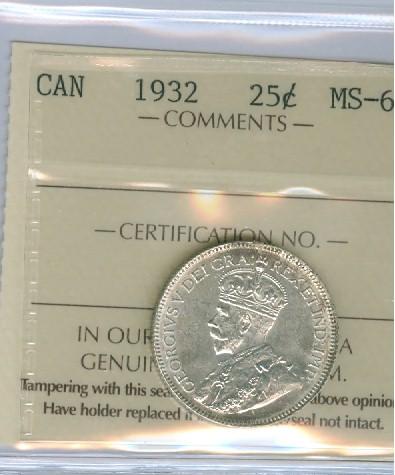 CAN 1932 25¢ MS-6
— COMMENTS —
— CERTIFICATION NO. —
GEORGIVS V DEI GRA: REX ET IND:IMP:
IN OUR A
GENUIN M.
Tampering with this sea above opinion
Have holder replaced i seal not intact.